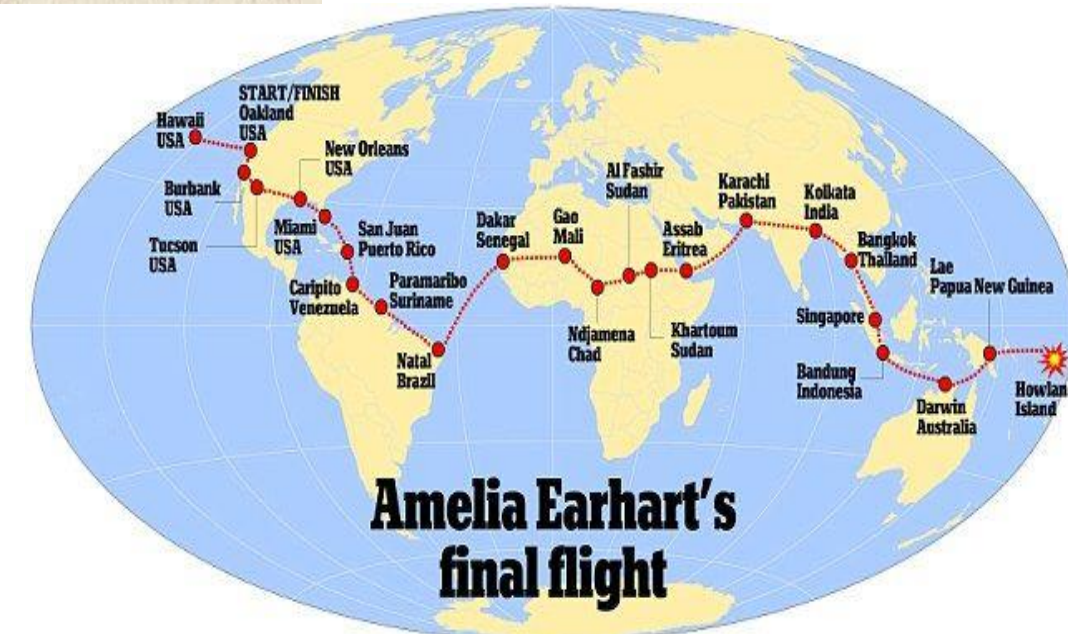 START/FINISH
Oakland
USA
Hawaii
USA
New Orleans
USA
Burbank
USA
Tucson
USA
Miami
USA
San Juan
Puerto Rico
Caripito
Venezuela
Paramaribo
Suriname
Natal
Brazil
Dakar
Senegal
Gao
Mali
Ndjamena
Chad
Al Fashir
Sudan
Khartoum
Sudan
Assab
Eritrea
Karachi
Pakistan
Kolkata
India
Bangkok
Thailand
Singapore
Bandung
Indonesia
Darwin
Australia
Lae
Papua New Guinea
Howlan
Island
Amelia Earhart's
final flight